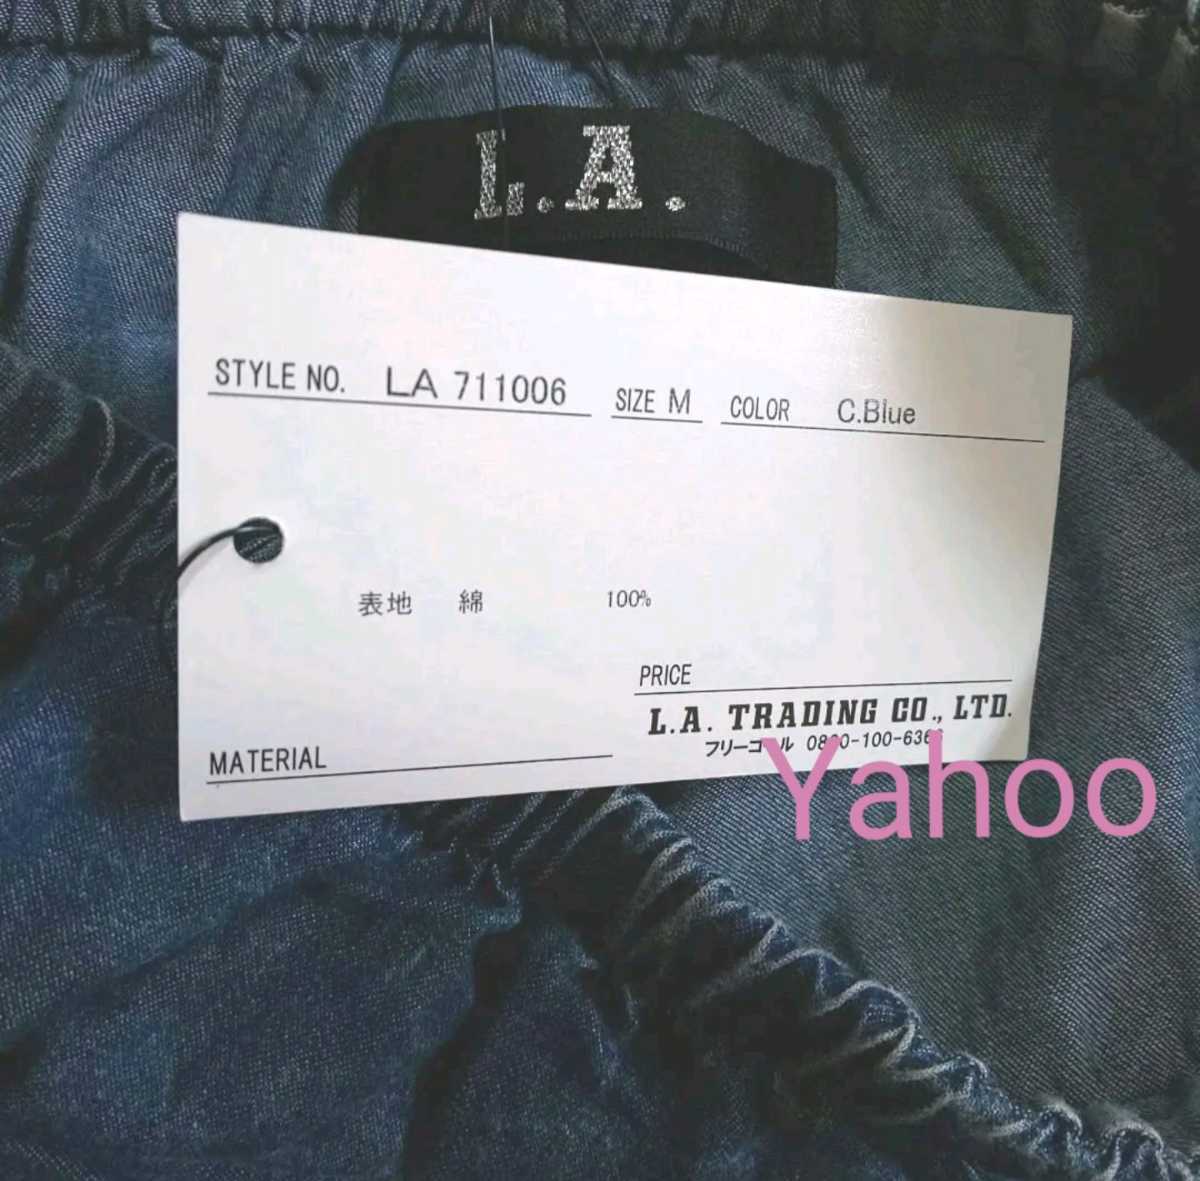 L.A.
STYLE NO. LA 711006 SIZE M COLOR C.Blue
表地 綿 100%
PRICE
L.A. TRADING CO., LTD.
MATERIAL
Yahoo